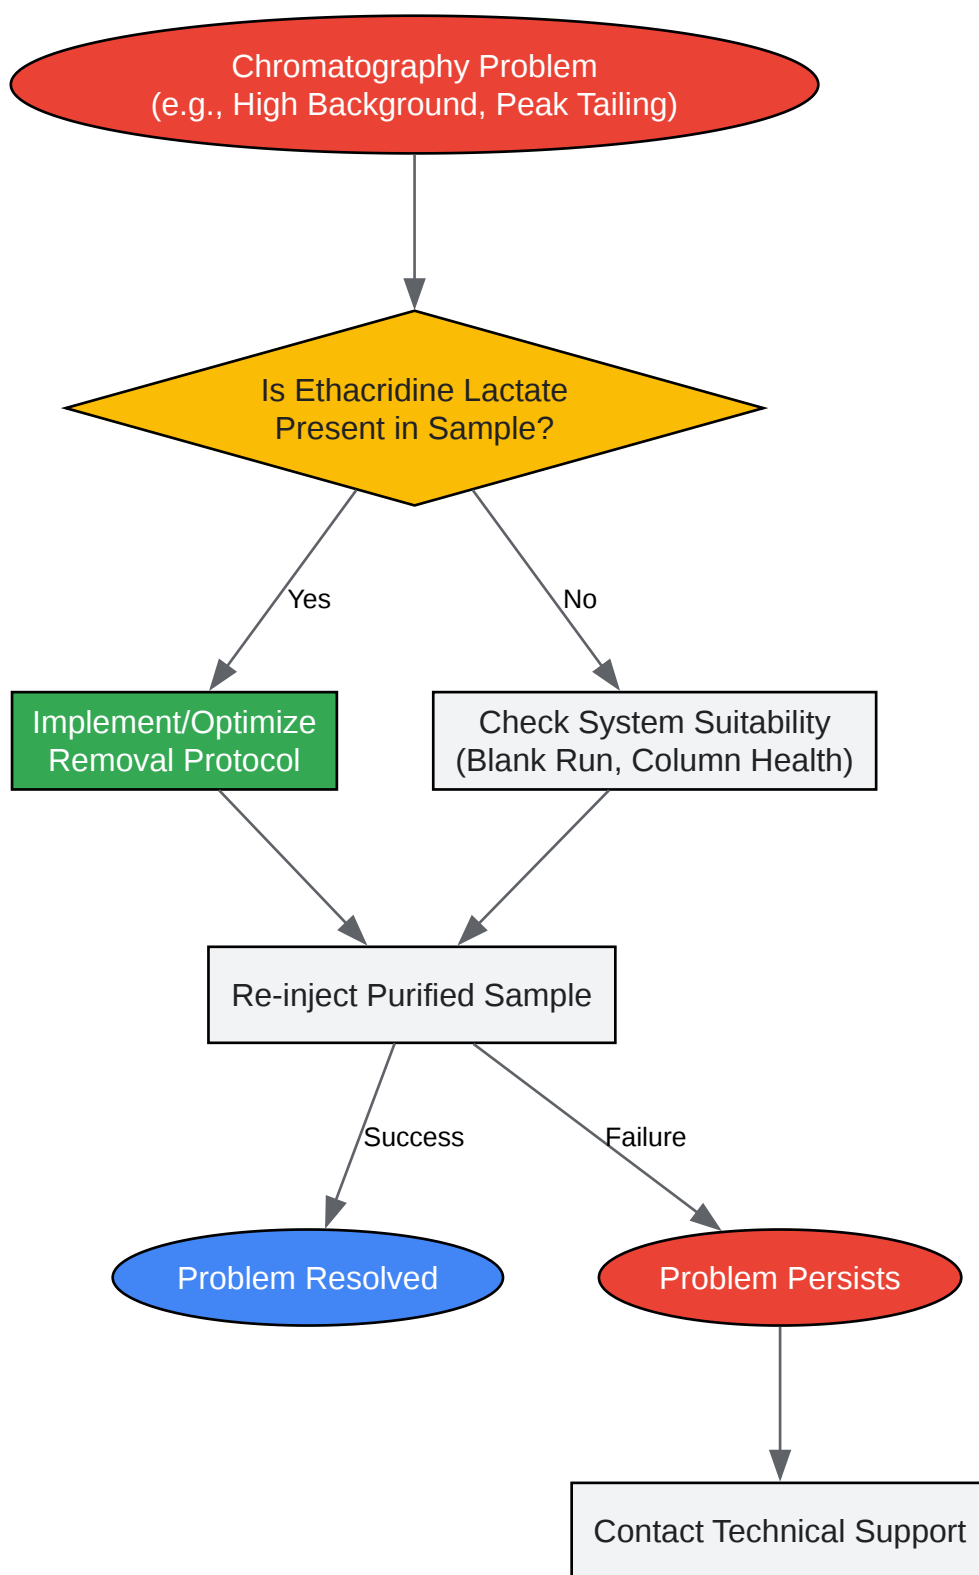 Chromatography Problem
(e.g., High Background, Peak Tailing)
Is Ethacridine Lactate
Present in Sample?
Yes
No
Implement/Optimize
Removal Protocol
Check System Suitability
(Blank Run, Column Health)
Re-inject Purified Sample
Success
Failure
Problem Resolved
Problem Persists
Contact Technical Support